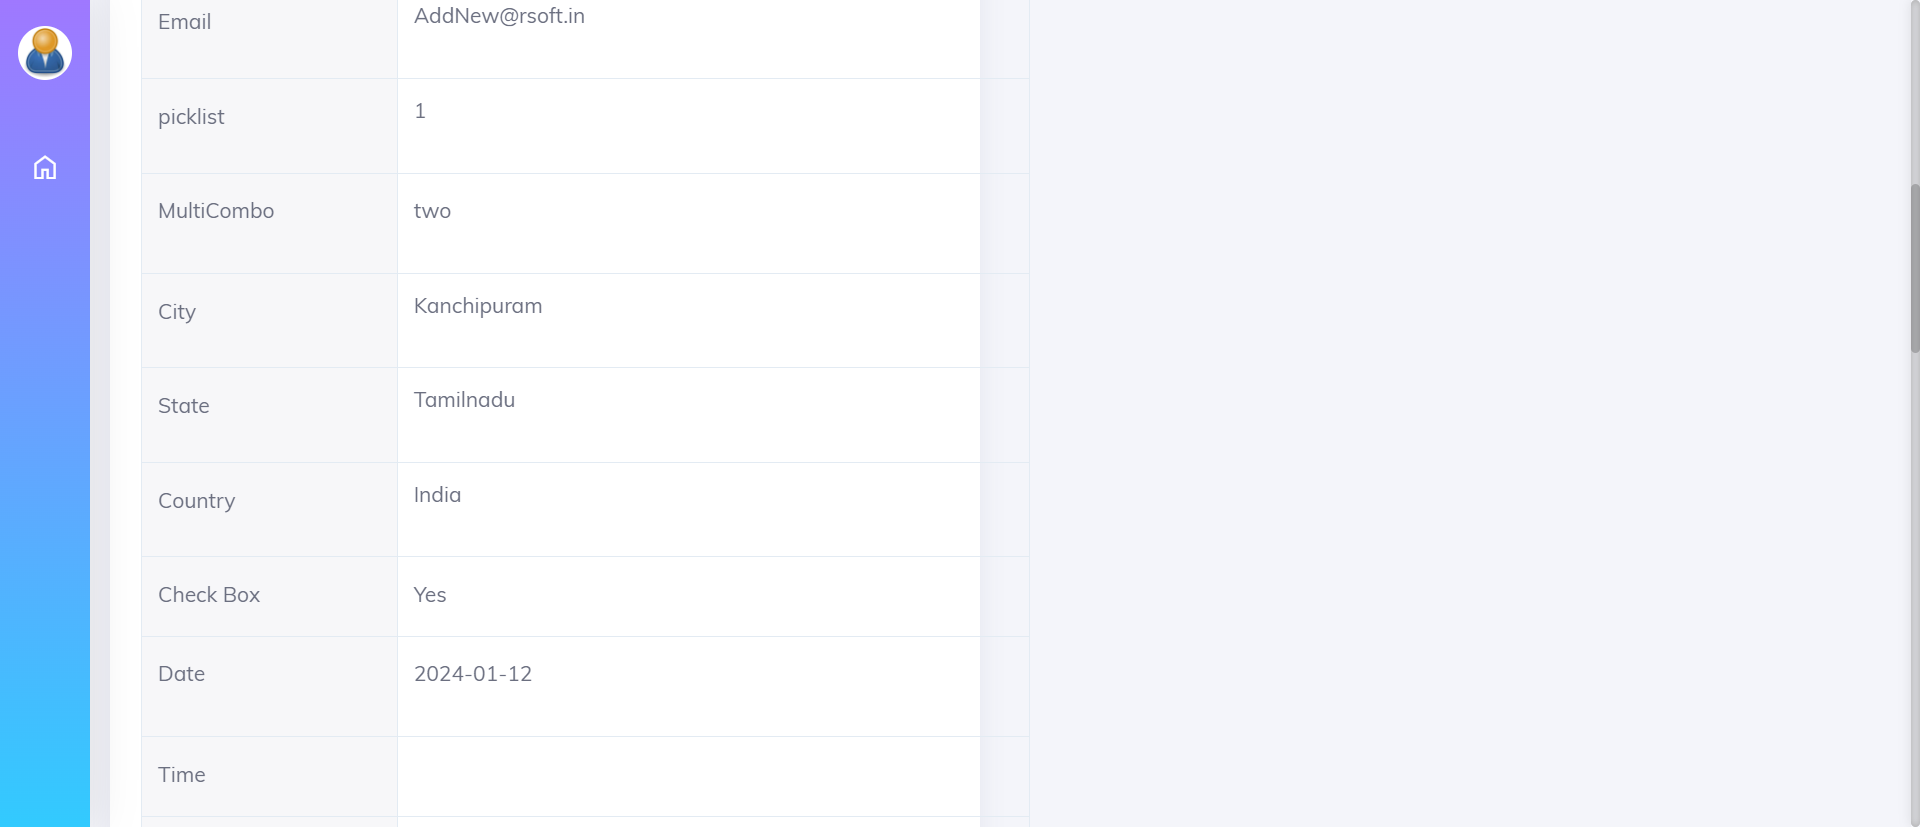 Email AddNew@rsoft.in
picklist 1
MultiCombo two
City Kanchipuram
State Tamilnadu
Country India
Check Box Yes
Date 2024-01-12
Time